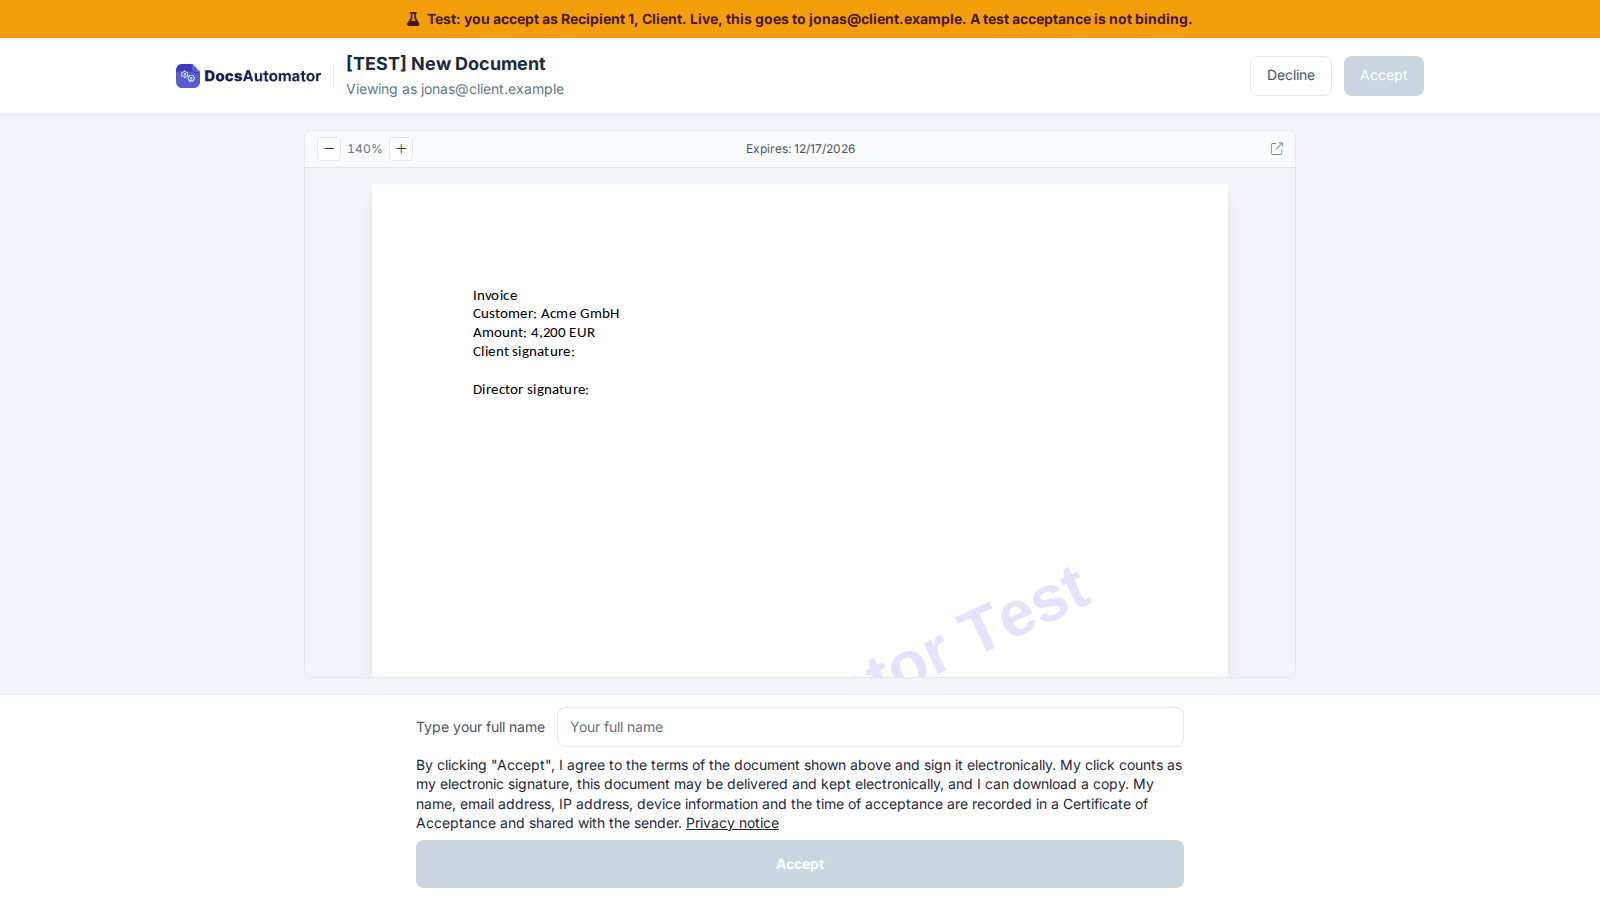 Test: you accept as Recipient 1, Client. Live, this goes to jonas@client.example. A test acceptance is not binding.
DocsAutomator
[TEST] New Document
Viewing as jonas@client.example
Decline
Accept
140%
Expires: 12/17/2026
Invoice
Customer: Acme GmbH
Amount: 4,200 EUR
Client signature:
Director signature:
tor Test
Type your full name
Your full name
By clicking "Accept", I agree to the terms of the document shown above and sign it electronically. My click counts as
my electronic signature, this document may be delivered and kept electronically, and I can download a copy. My
name, email address, IP address, device information and the time of acceptance are recorded in a Certificate of
Acceptance and shared with the sender. Privacy notice
Accept